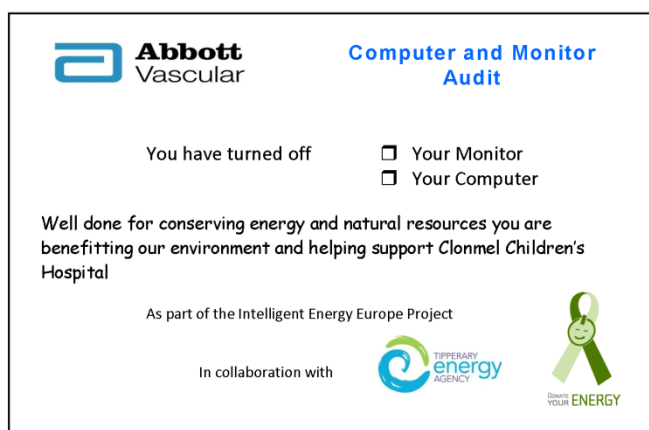 Abbott
Vascular
Computer and Monitor
Audit
You have turned off
Your Monitor
Your Computer
Well done for conserving energy and natural resources you are
benefitting our environment and helping support Clonmel Children's
Hospital
As part of the Intelligent Energy Europe Project
In collaboration with
TIPPERARY
energy
AGENCY
DONATE
YOUR ENERGY